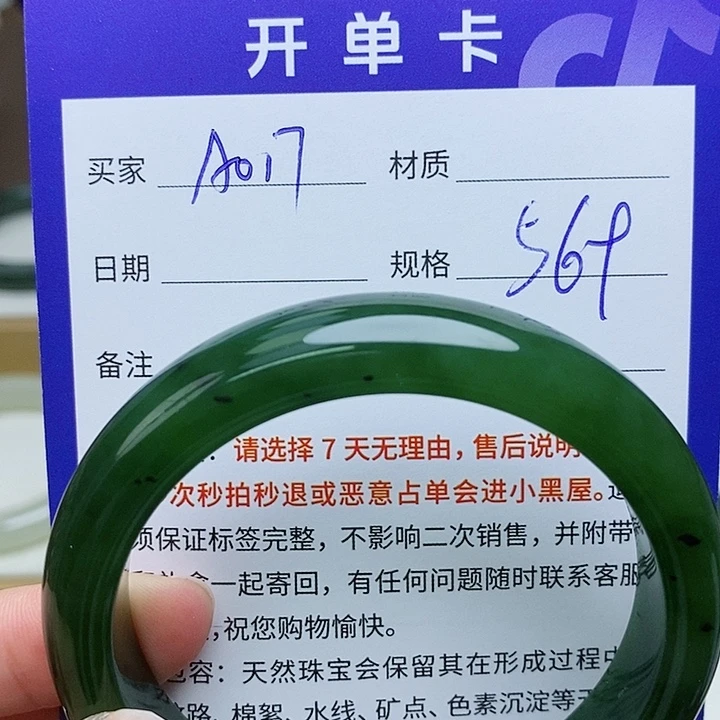 开单卡
买家 A017 材质
日期 规格 569
备注
：请选择7天无理由，售后说明
次秒拍秒退或恶意占单会进小黑屋。
须保证标签完整，不影响二次销售，并附带
一起寄回，有任何问题随时联系客服
，祝您购物愉快。
包容：天然珠宝会保留其在形成过程中
纹路、棉絮、水线、矿点、色素沉淀等